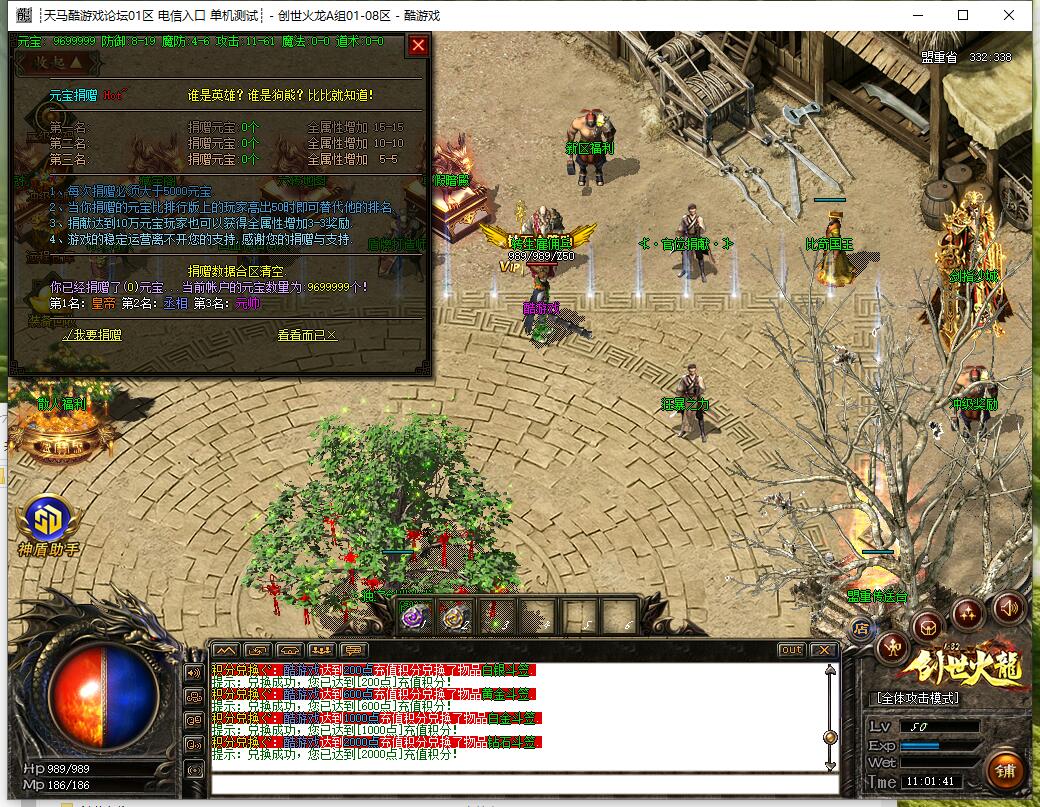 天马酷游戏论坛01区 电信入口 单机测试 - 创世火龙A组01-08区 - 酷游戏
元宝 9699999 防御:8-19 魔防:4-6 攻击:11-61 魔法:0-0 道术:0-0
收起▲
盟重省 332:338
元宝捐赠 Hot 谁是英雄？谁是狗熊？比比就知道！
第一名: 捐赠元宝:0个 全属性增加 15-15
第二名: 捐赠元宝:0个 全属性增加 10-10
第三名: 捐赠元宝:0个 全属性增加 5-5
1、每次捐赠必须大于5000元宝
2、当你捐赠的元宝比排行版上的玩家高出50时即可替代他的排名.
3、捐献达到10万元宝玩家也可以获得全属性增加3-3奖励.
4、游戏的稳定运营离不开您的支持,感谢您的捐赠与支持.
捐赠数据合区清空
你已经捐赠了(0)元宝...当前帐户的元宝数量为:9699999个！
第1名: 皇帝 第2名: 丞相 第3名: 元帅
√我要捐赠 看看而已×
新区福利
转生雇佣兵
989/989/Z50
VIP
官位捐献
比奇国王
剑指沙城
酷游戏
散人福利
狂暴之力
冲级奖励
神盾助手
盟重传送台
1 2 3 4 5 6
店
out
积分兑换《: 酷游戏达到200点充值积分兑换了物品白银斗笠.
提示: 兑换成功，您已达到[200点]充值积分！
积分兑换《: 酷游戏达到600点充值积分兑换了物品黄金斗笠.
提示: 兑换成功，您已达到[600点]充值积分！
积分兑换《: 酷游戏达到1000点充值积分兑换了物品白金斗笠.
提示: 兑换成功，您已达到[1000点]充值积分！
积分兑换《: 酷游戏达到2000点充值积分兑换了物品钻石斗笠.
提示: 兑换成功，您已达到[2000点]充值积分！
创世火龍
[全体攻击模式]
Lv 50
Exp
Wet
Tme 11:01:41
铺
Hp 989/989
Mp 186/186